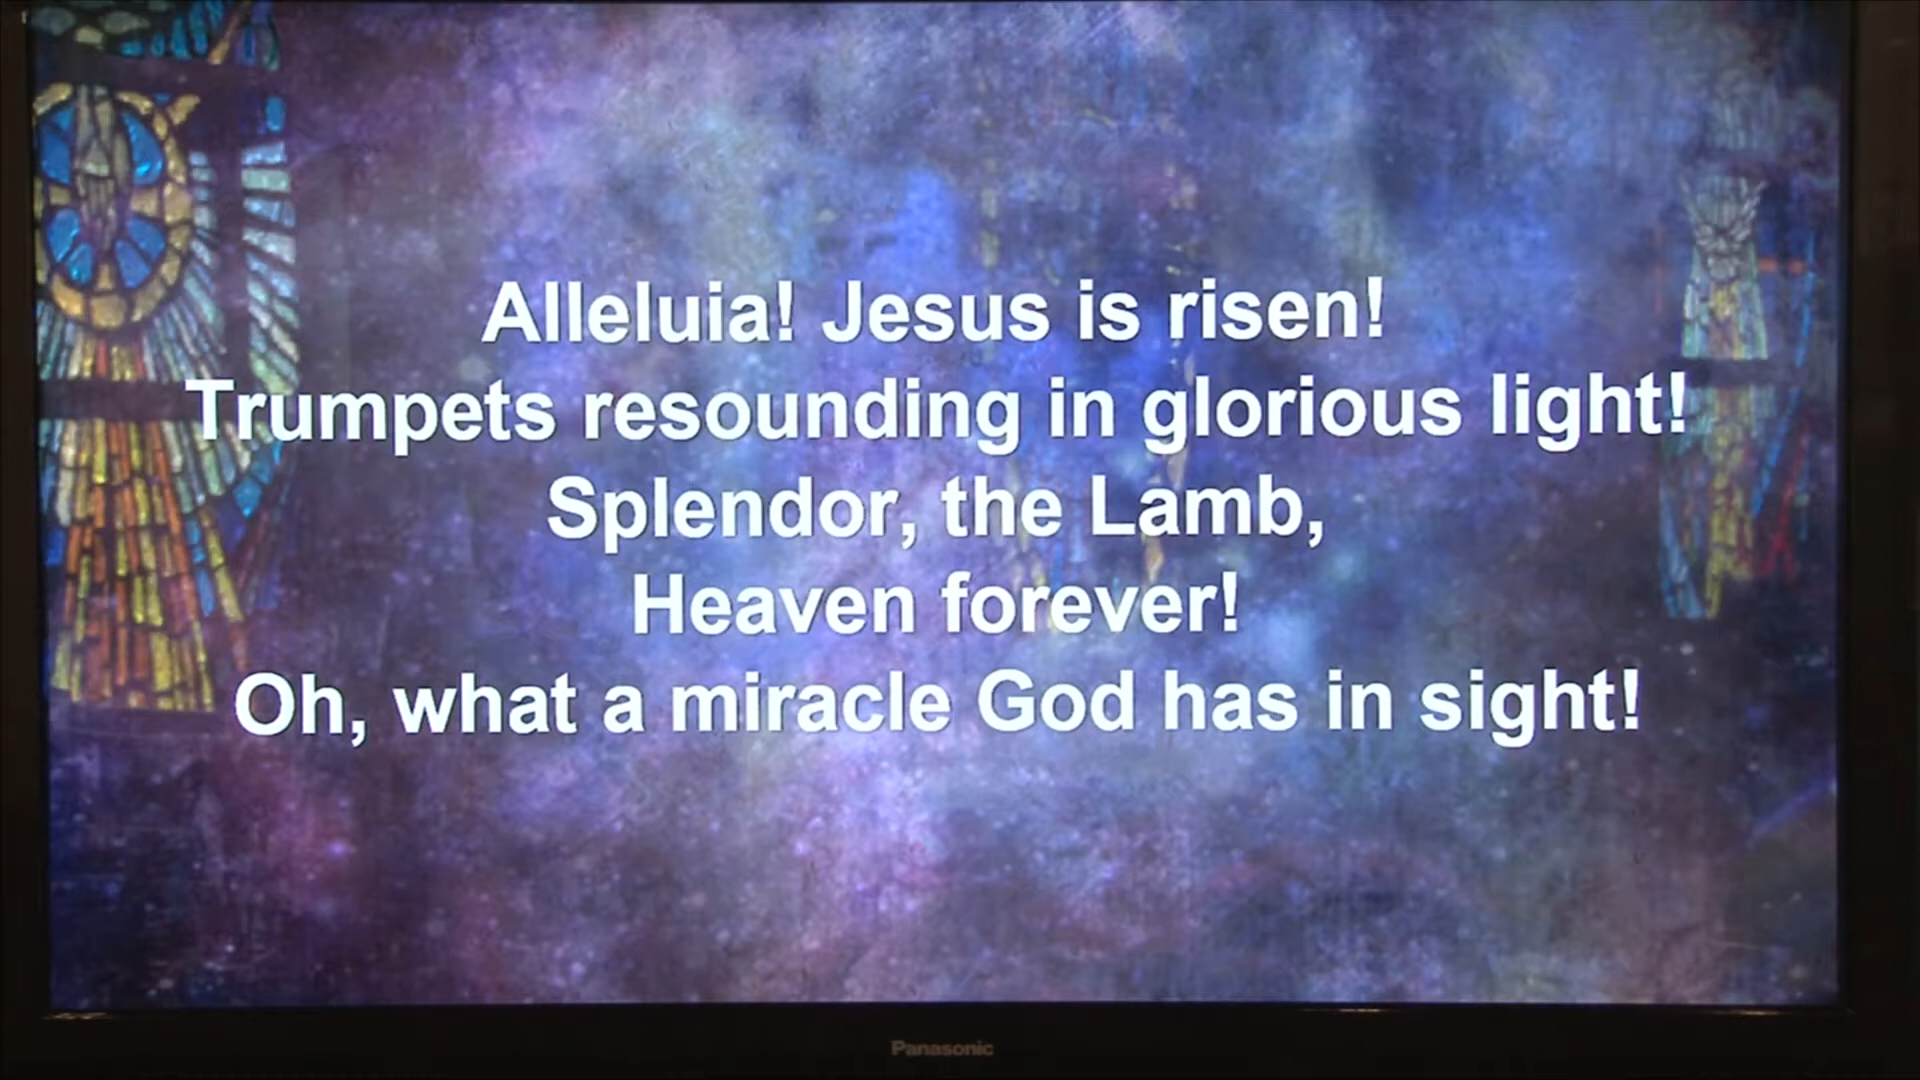 Alleluia! Jesus is risen!
Trumpets resounding in glorious light!
Splendor, the Lamb,
Heaven forever!
Oh, what a miracle God has in sight!
Panasonic